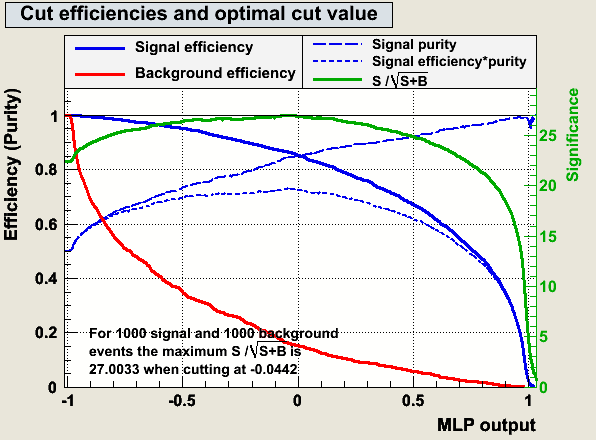 Cut efficiencies and optimal cut value
Signal efficiency
Background efficiency
Signal purity
Signal efficiency*purity
S /√S+B
Efficiency (Purity)
1
0.8
0.6
0.4
0.2
0
Significance
25
20
15
10
5
0
For 1000 signal and 1000 background
events the maximum S /√S+B is
27.0033 when cutting at -0.0442
-1 -0.5 0 0.5 1
MLP output